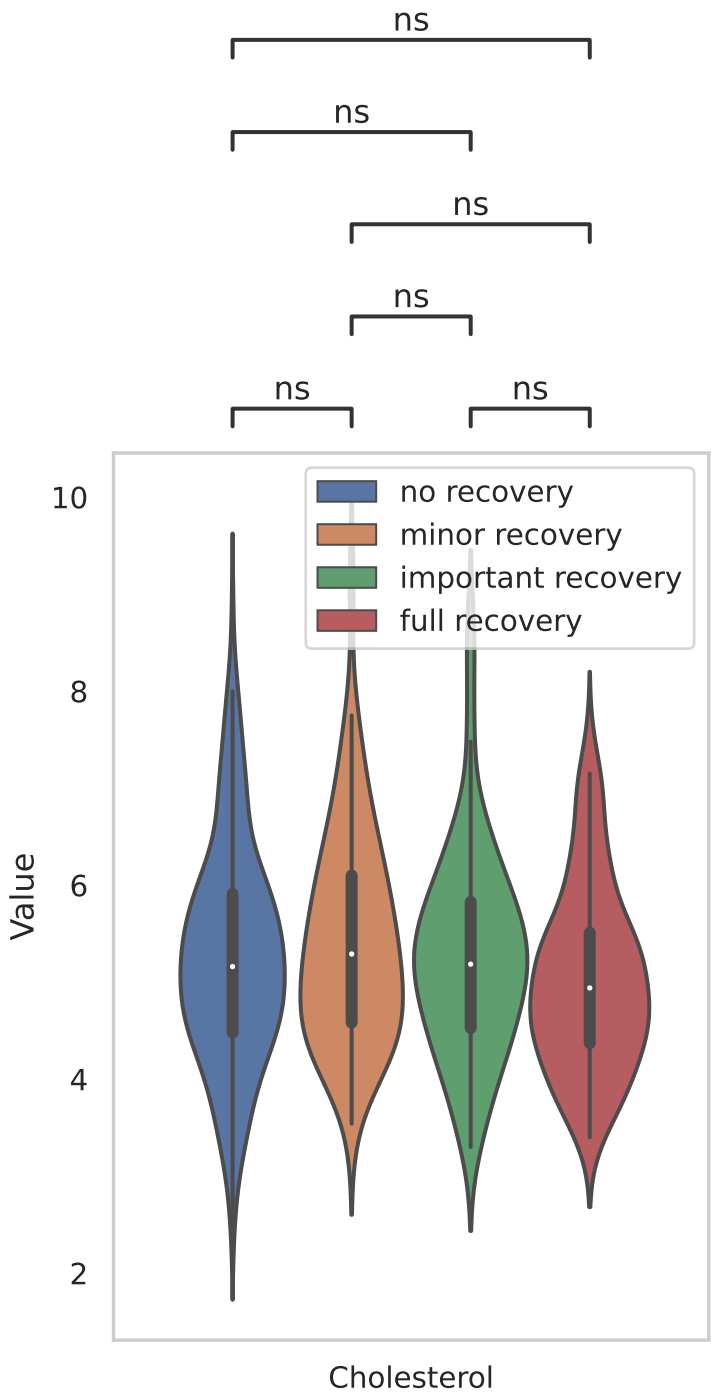 ns
ns
ns
ns
ns ns
no recovery
minor recovery
important recovery
full recovery
10
8
6
4
2
Value
Cholesterol